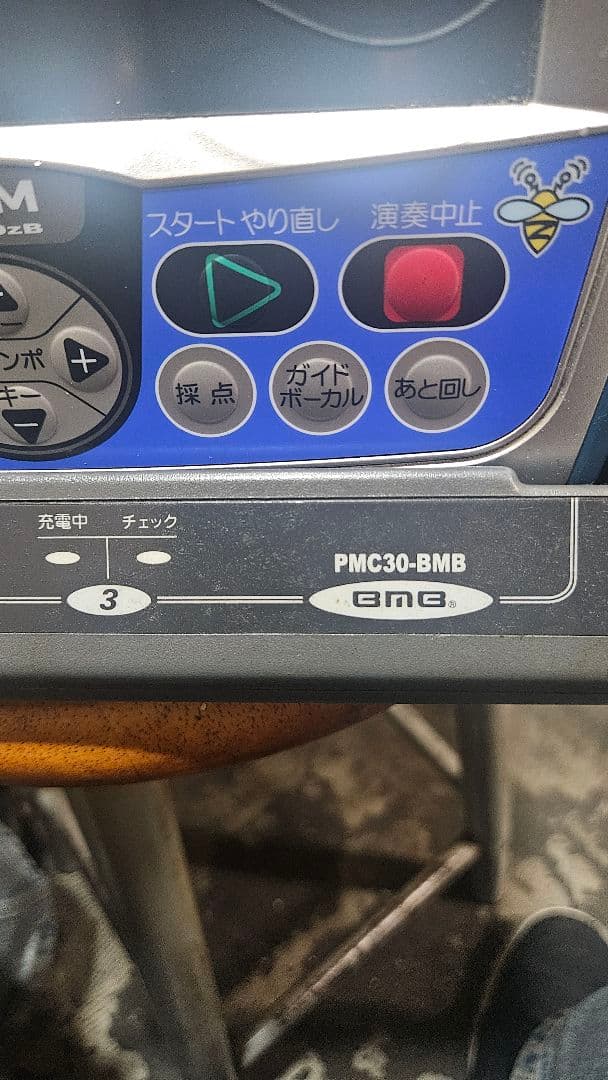 M
zB
スタート やり直し
演奏中止
N
ンポ
+
キー
−
採点
ガイド
ボーカル
あと回し
充電中
チェック
3
PMC30-BMB
BMB®